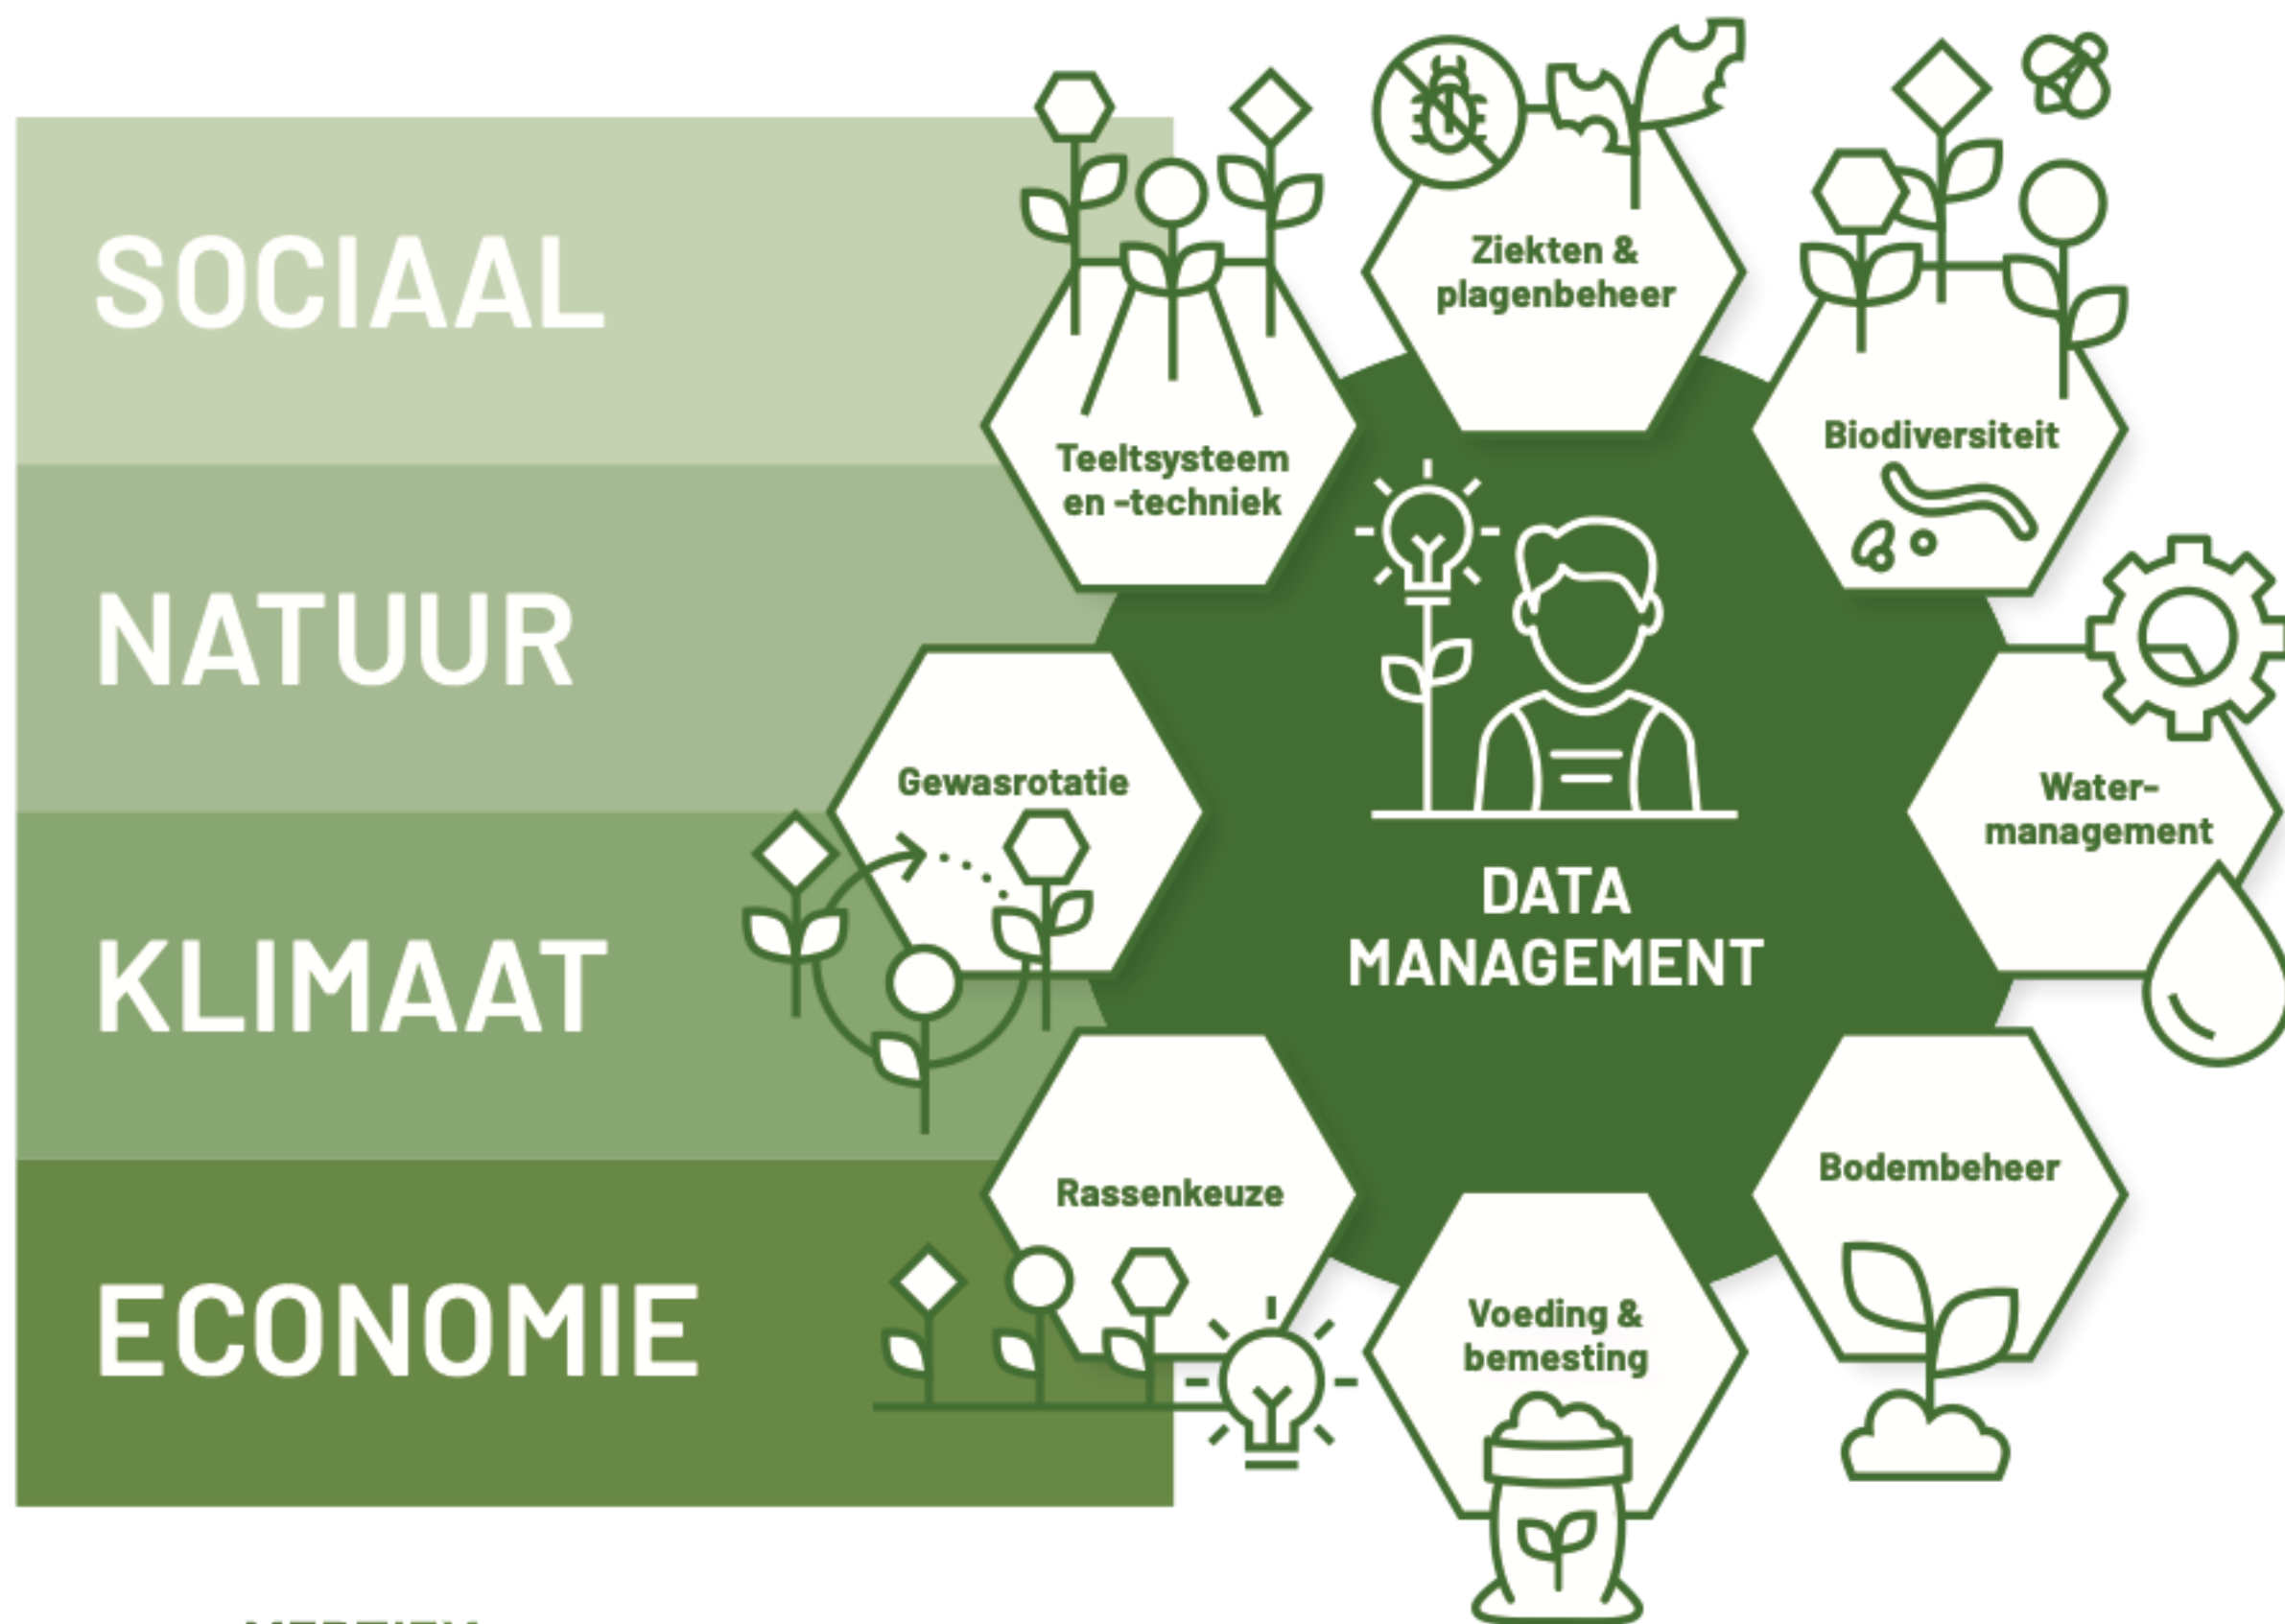 SOCIAAL
NATUUR
KLIMAAT
ECONOMIE
Ziekten &
plagenbeheer
Biodiversiteit
Water-
management
Bodembeheer
Voeding &
bemesting
Rassenkeuze
Gewasrotatie
Teeltsysteem
en -techniek
DATA
MANAGEMENT